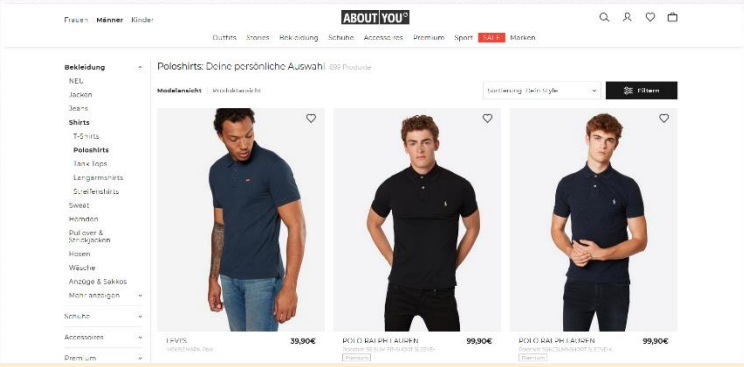 Frauen Männer Kinder
ABOUT YOU°
Outfits Stories Bekleidung Schuhe Accessoires Premium Sport SALE Marken
Bekleidung
NEU
Jacken
Jeans
Shirts
T-Shirts
Poloshirts
Tank Tops
Langarmshirts
Streifenshirts
Sweat
Hemden
Pullover &
Strickjacken
Hosen
Wäsche
Anzüge & Sakkos
Mehr anzeigen
Schuhe
Accessoires
Premium
Poloshirts: Deine persönliche Auswahl 699 Produkte
Modelansicht Produktansicht
Sortierung: Dein Style
Filtern
LEVI'S 39,90€
POLO RALPH LAUREN 99,90€
Premium
POLO RALPH LAUREN 99,90€
Premium